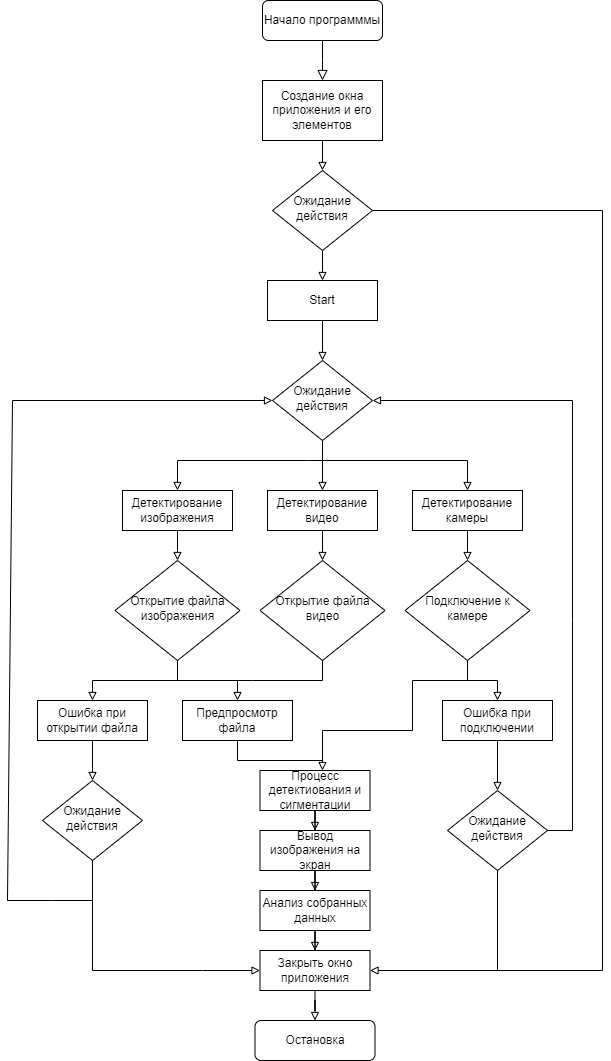 Начало программмы
Создание окна
приложения и его
элементов
Ожидание
действия
Start
Ожидание
действия
Детектирование
изображения
Детектирование
видео
Детектирование
камеры
Открытие файла
изображения
Открытие файла
видео
Подключение к
камере
Ошибка при
открытии файла
Предпросмотр
файла
Ошибка при
подключении
Процесс
детектиования и
сигментации
Ожидание
действия
Ожидание
действия
Вывод
изображения на
экран
Анализ собранных
данных
Закрыть окно
приложения
Остановка